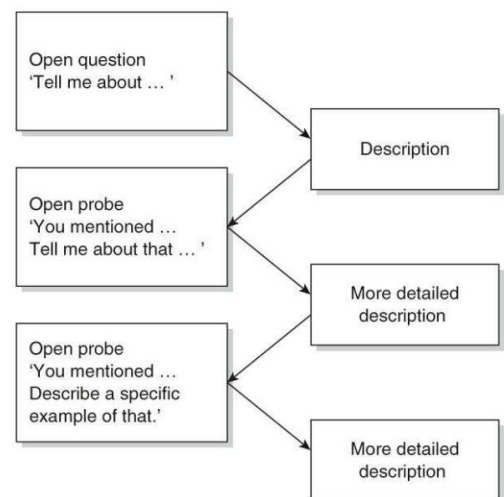 Open question
‘Tell me about … ’
Description
Open probe
‘You mentioned …
Tell me about that … ’
More detailed
description
Open probe
‘You mentioned …
Describe a specific
example of that.’
More detailed
description